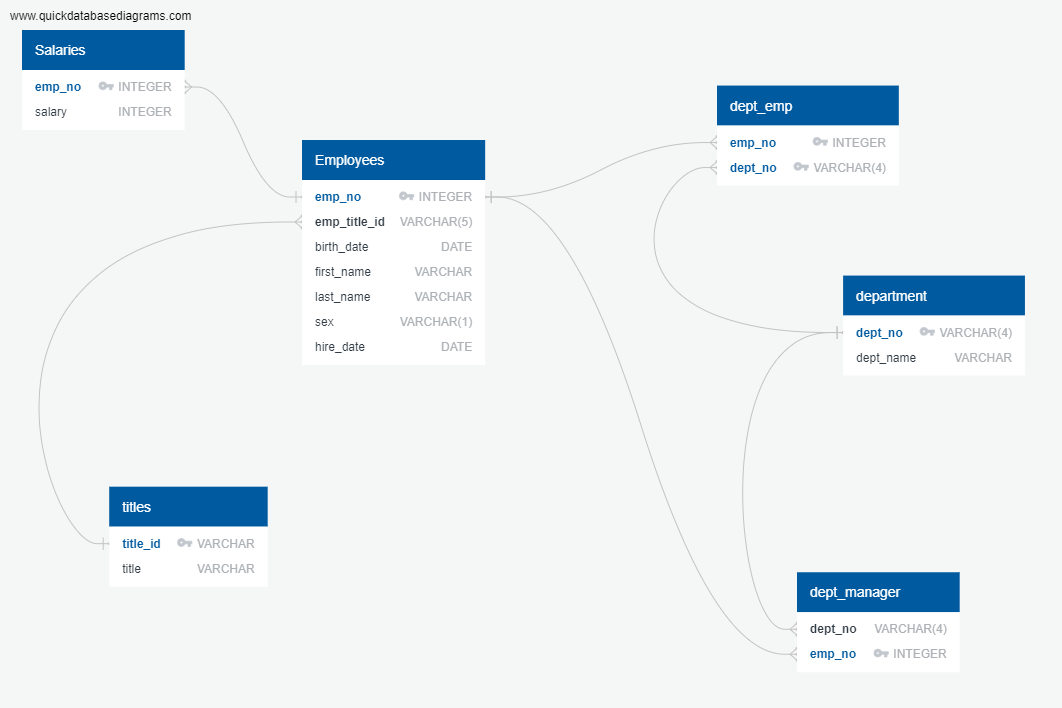 www.quickdatabasediagrams.com
Salaries
emp_no INTEGER
salary INTEGER
Employees
emp_no INTEGER
emp_title_id VARCHAR(5)
birth_date DATE
first_name VARCHAR
last_name VARCHAR
sex VARCHAR(1)
hire_date DATE
dept_emp
emp_no INTEGER
dept_no VARCHAR(4)
department
dept_no VARCHAR(4)
dept_name VARCHAR
titles
title_id VARCHAR
title VARCHAR
dept_manager
dept_no VARCHAR(4)
emp_no INTEGER